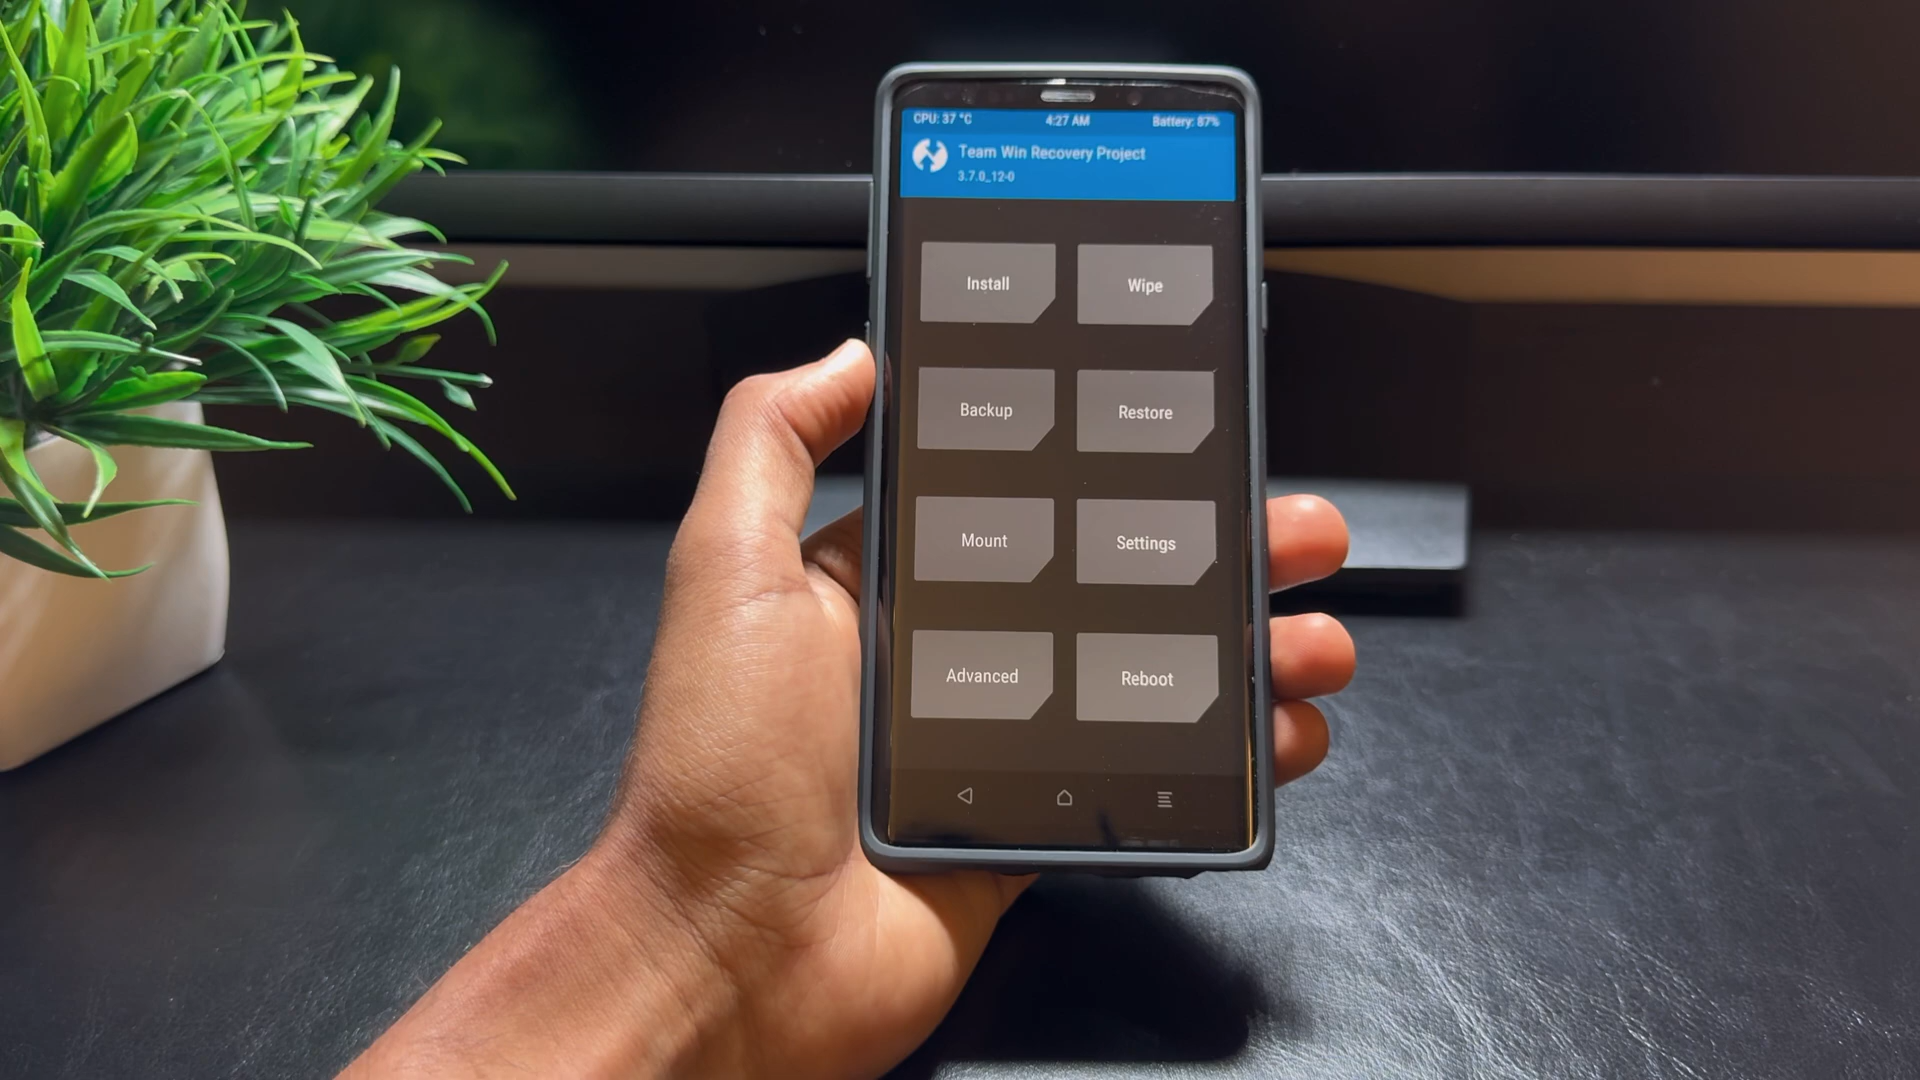 CPU: 37 °C 4:27 AM Battery: 87%
Team Win Recovery Project
3.7.0_12-0
Install Wipe
Backup Restore
Mount Settings
Advanced Reboot